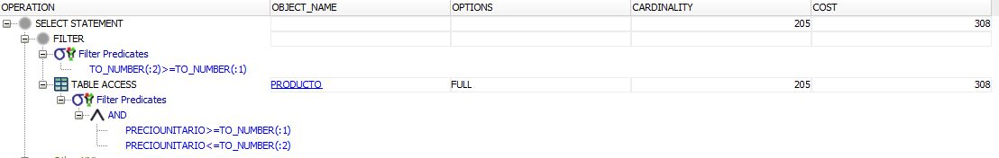 OPERATION OBJECT_NAME OPTIONS CARDINALITY COST
SELECT STATEMENT 205 308
FILTER
Filter Predicates
TO_NUMBER(:2)>=TO_NUMBER(:1)
TABLE ACCESS PRODUCTO FULL 205 308
Filter Predicates
AND
PRECIOUNITARIO>=TO_NUMBER(:1)
PRECIOUNITARIO<=TO_NUMBER(:2)